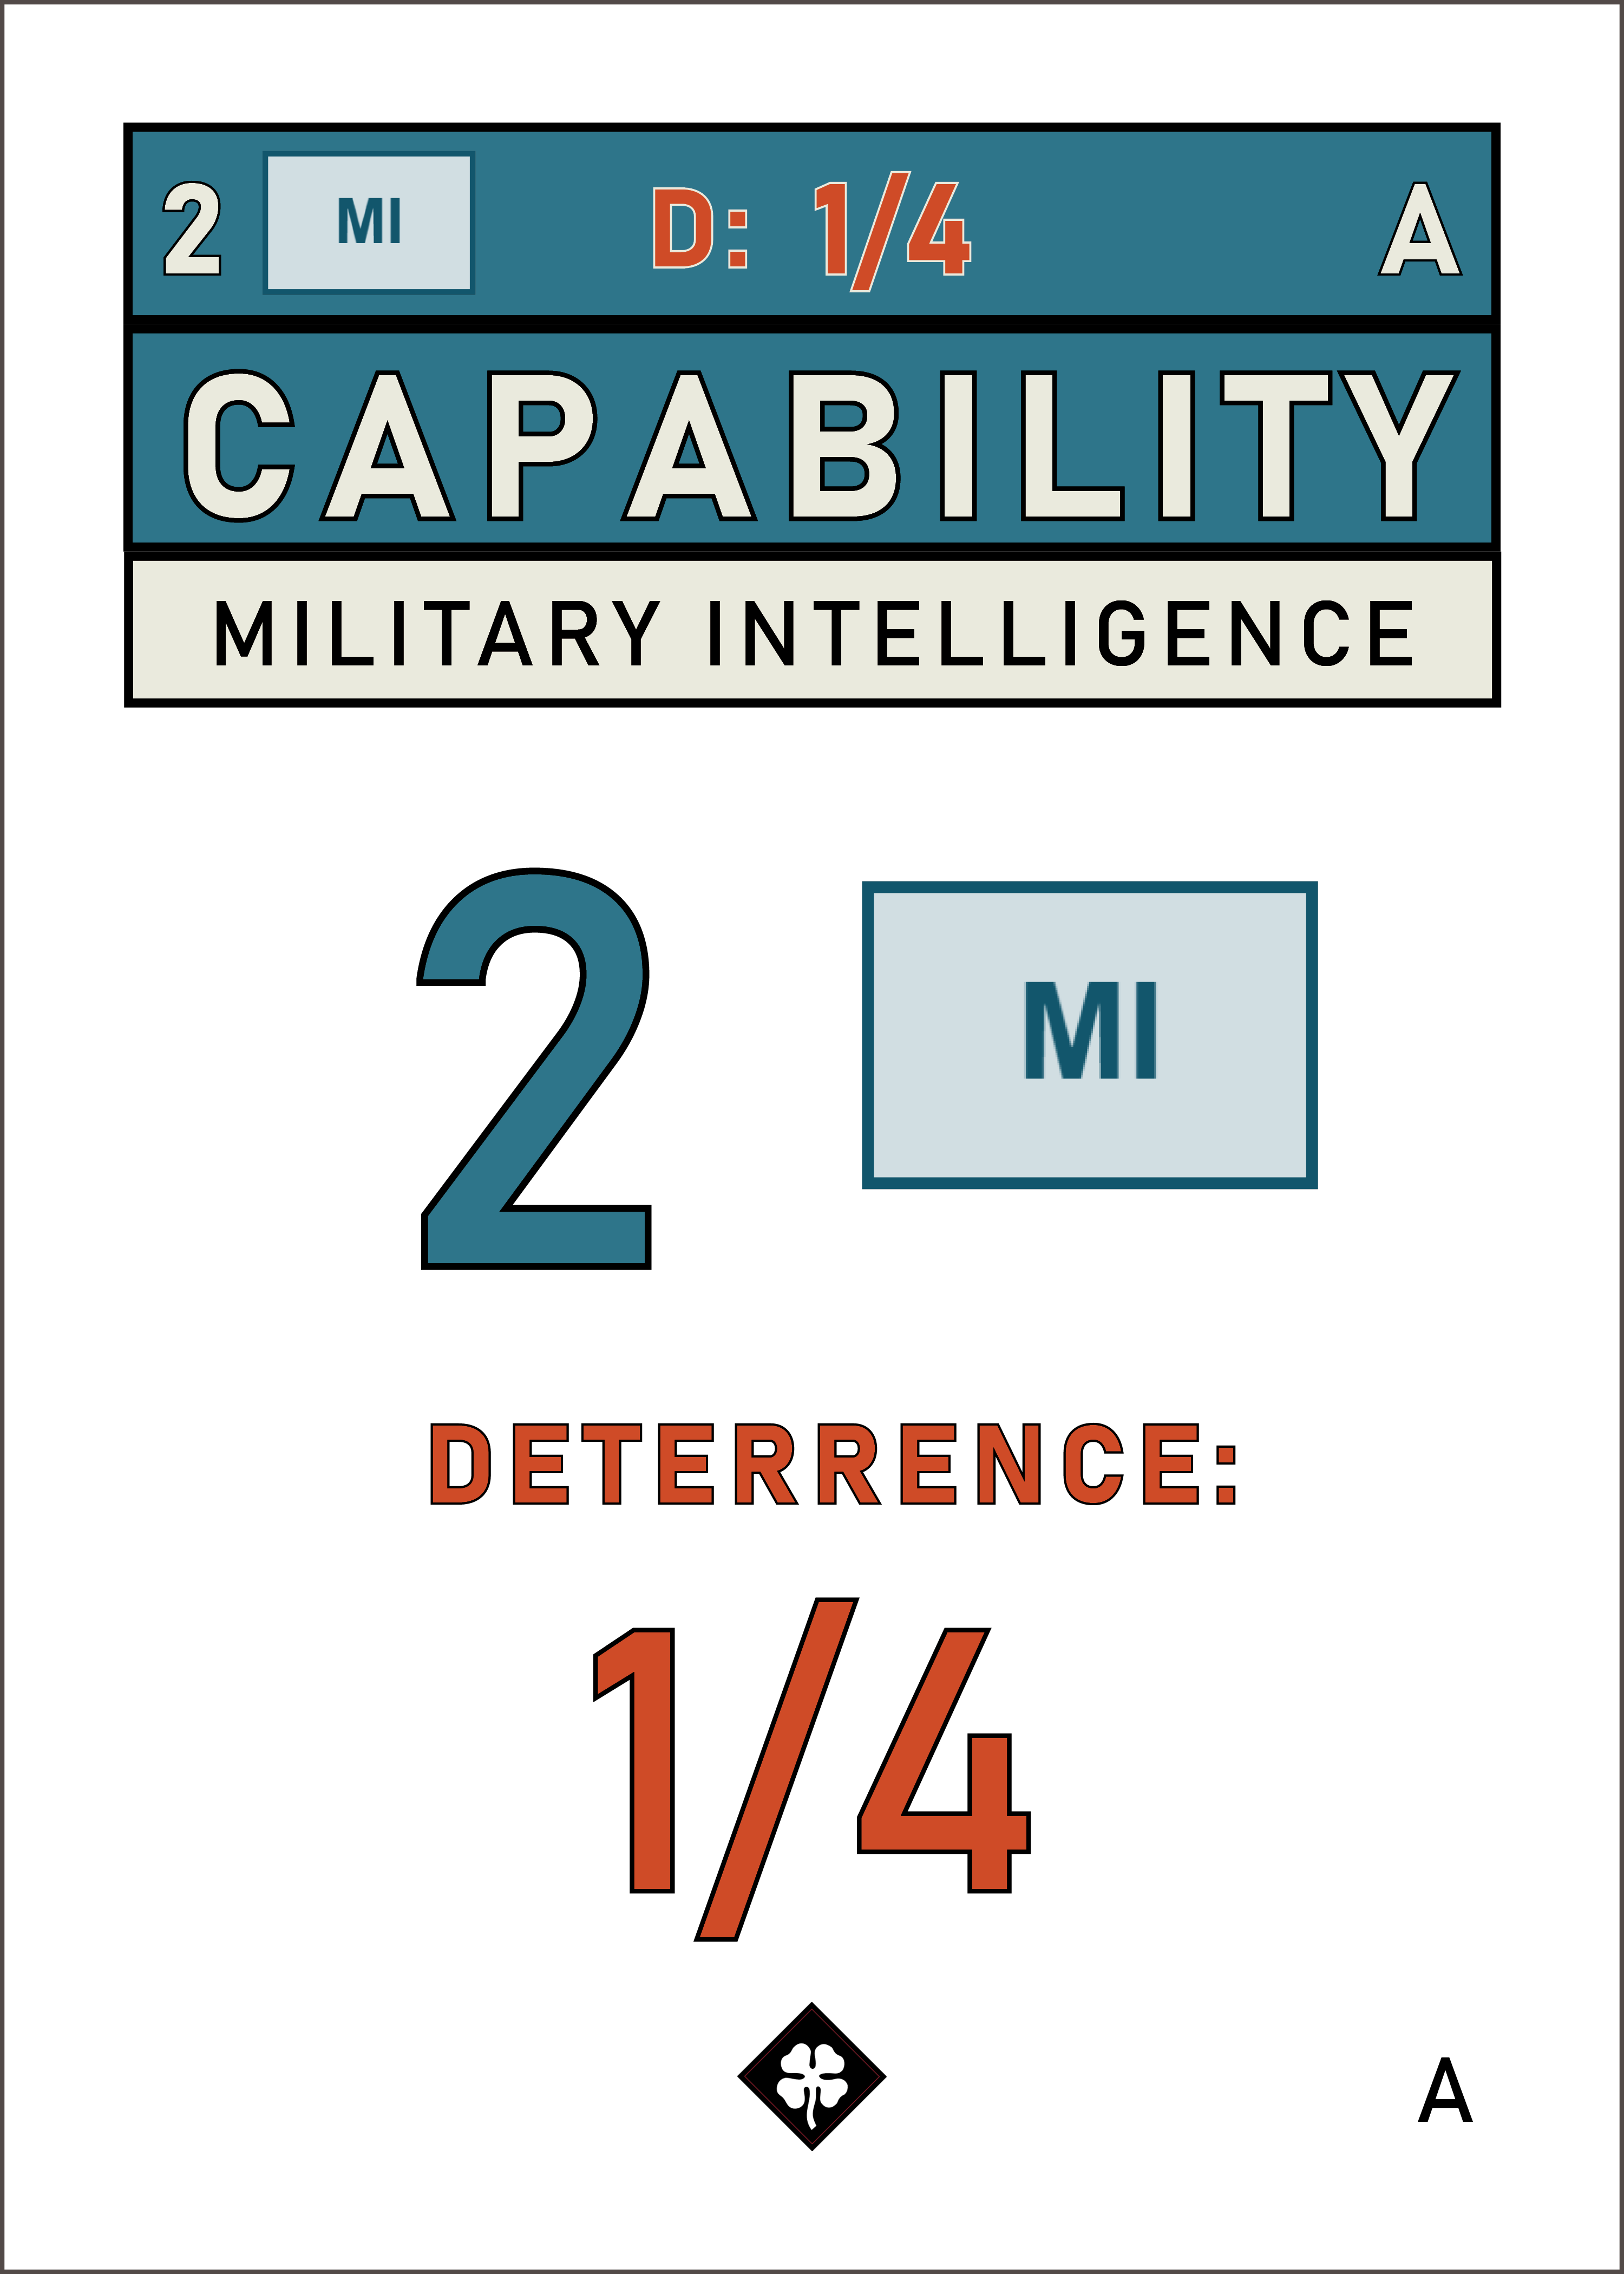 2 MI D: 1/4 A
CAPABILITY
MILITARY INTELLIGENCE
2 MI
DETERRENCE:
1/4
A